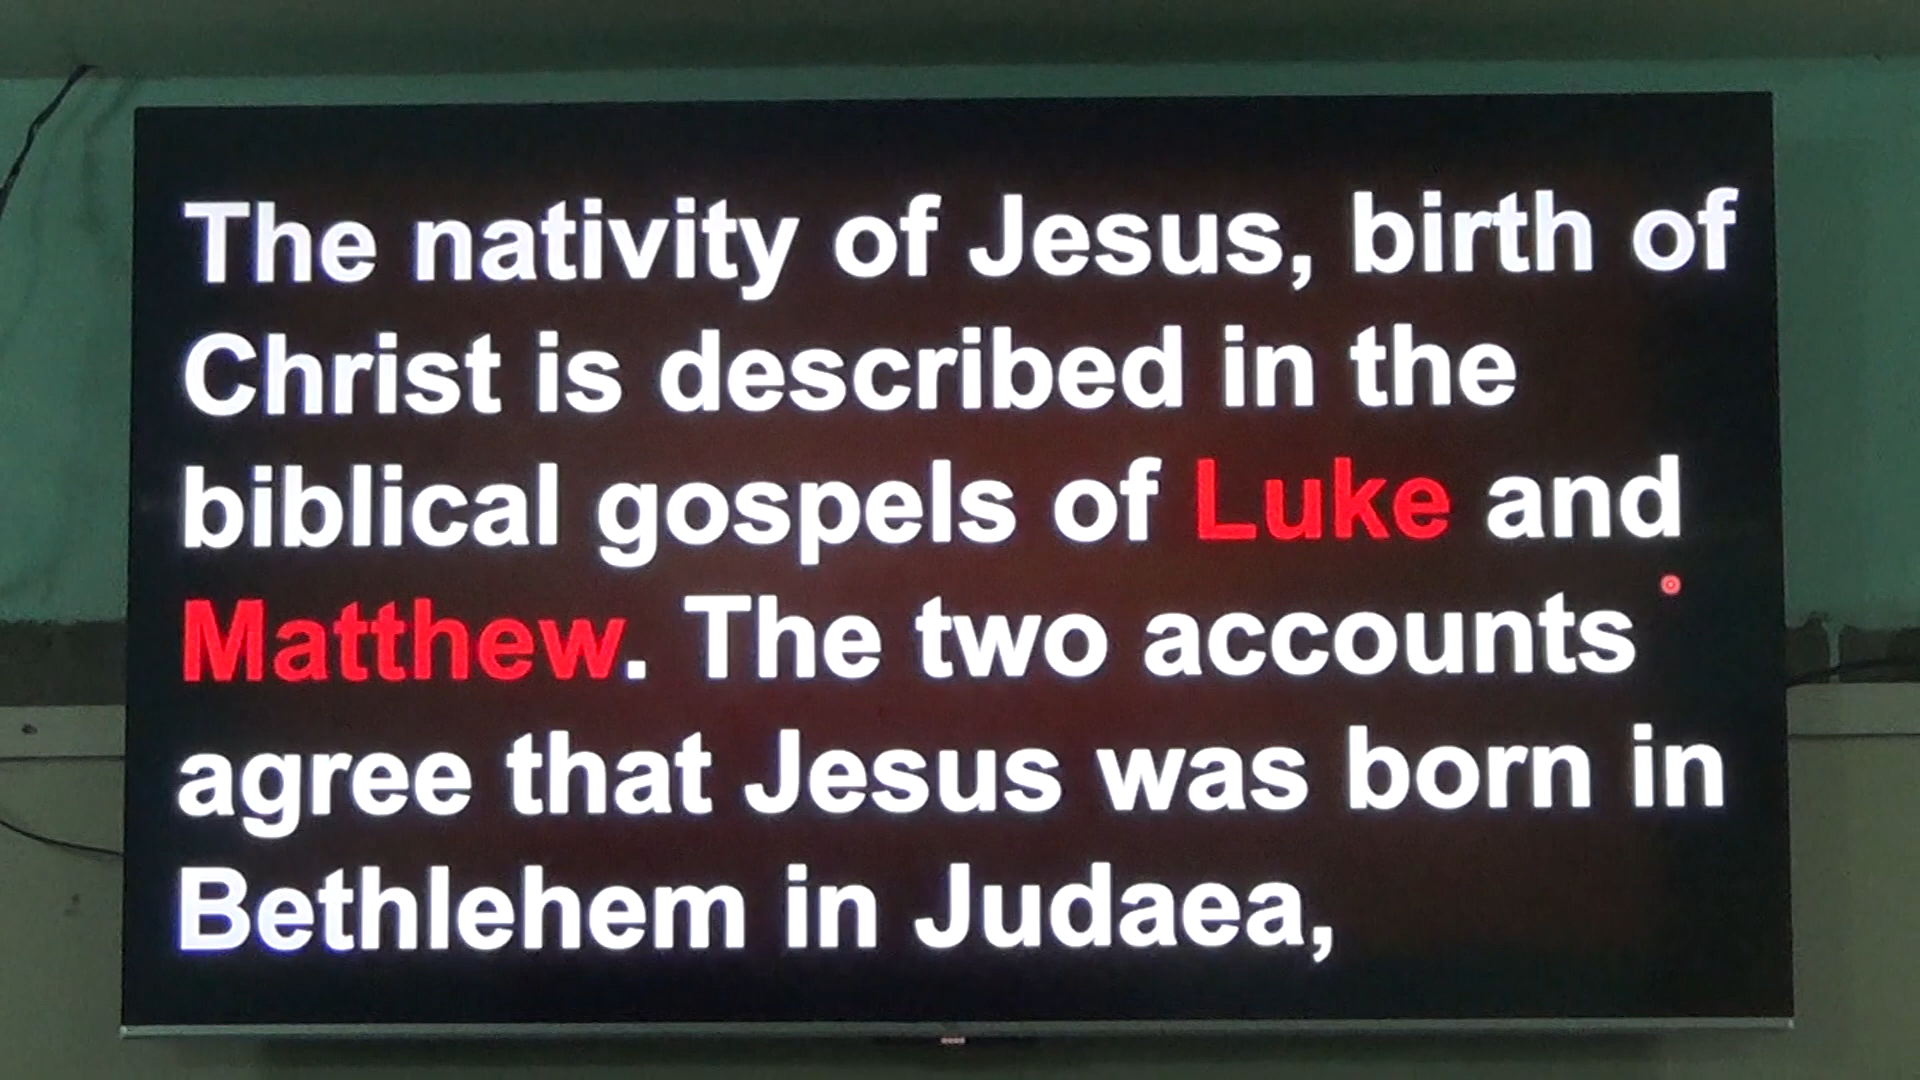 The nativity of Jesus, birth of
Christ is described in the
biblical gospels of Luke and
Matthew. The two accounts
agree that Jesus was born in
Bethlehem in Judaea,